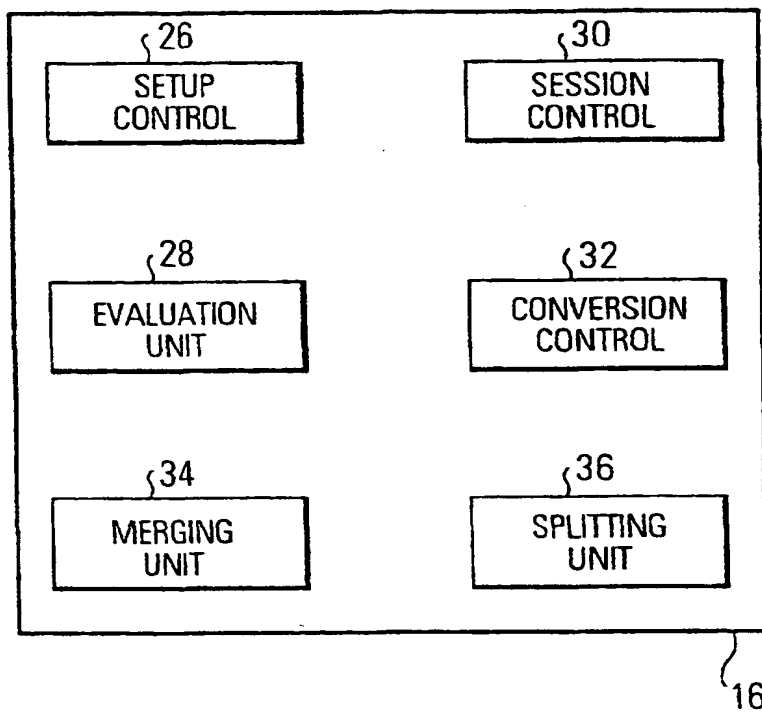 26
SETUP
CONTROL
30
SESSION
CONTROL
28
EVALUATION
UNIT
32
CONVERSION
CONTROL
34
MERGING
UNIT
36
SPLITTING
UNIT
16